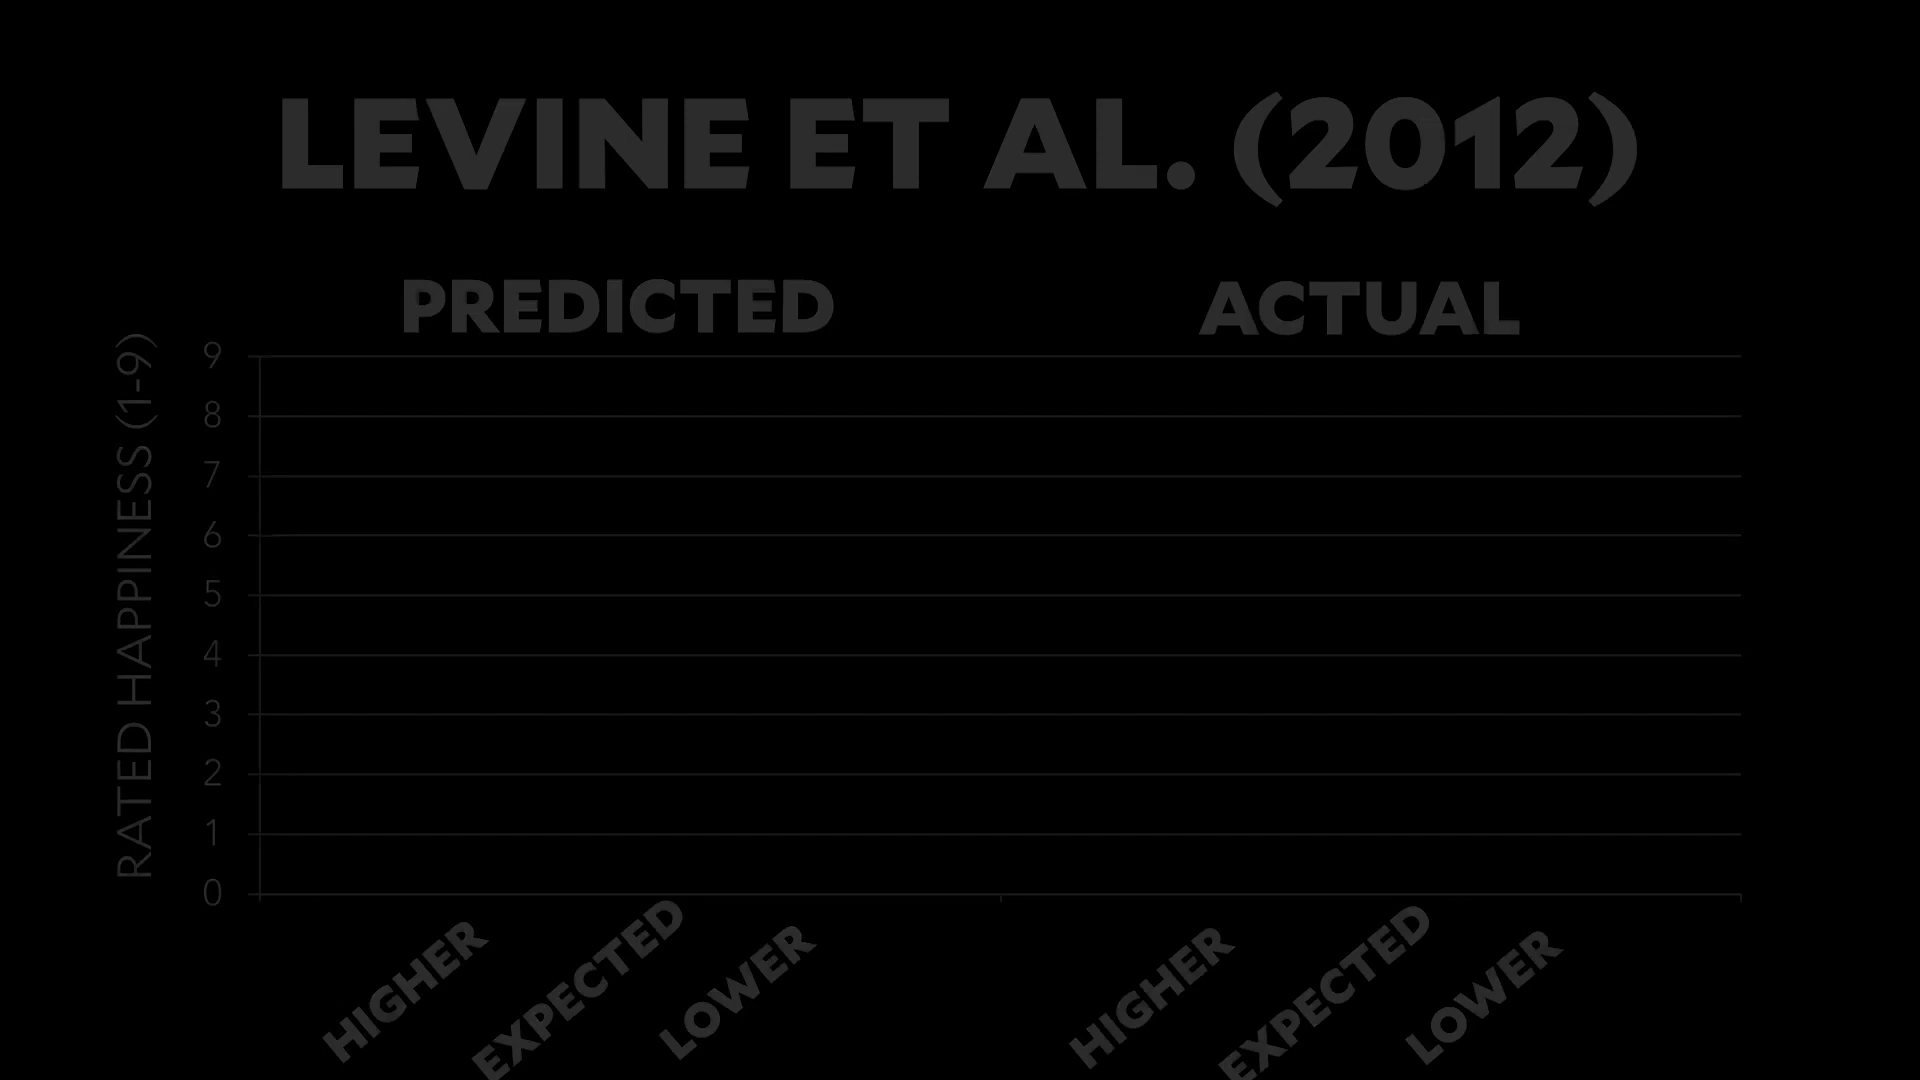 LEVINE ET AL. (2012)
PREDICTED
ACTUAL
RATED HAPPINESS (1-9)
9
8
7
6
5
4
3
2
1
0
HIGHER
EXPECTED
LOWER
HIGHER
EXPECTED
LOWER